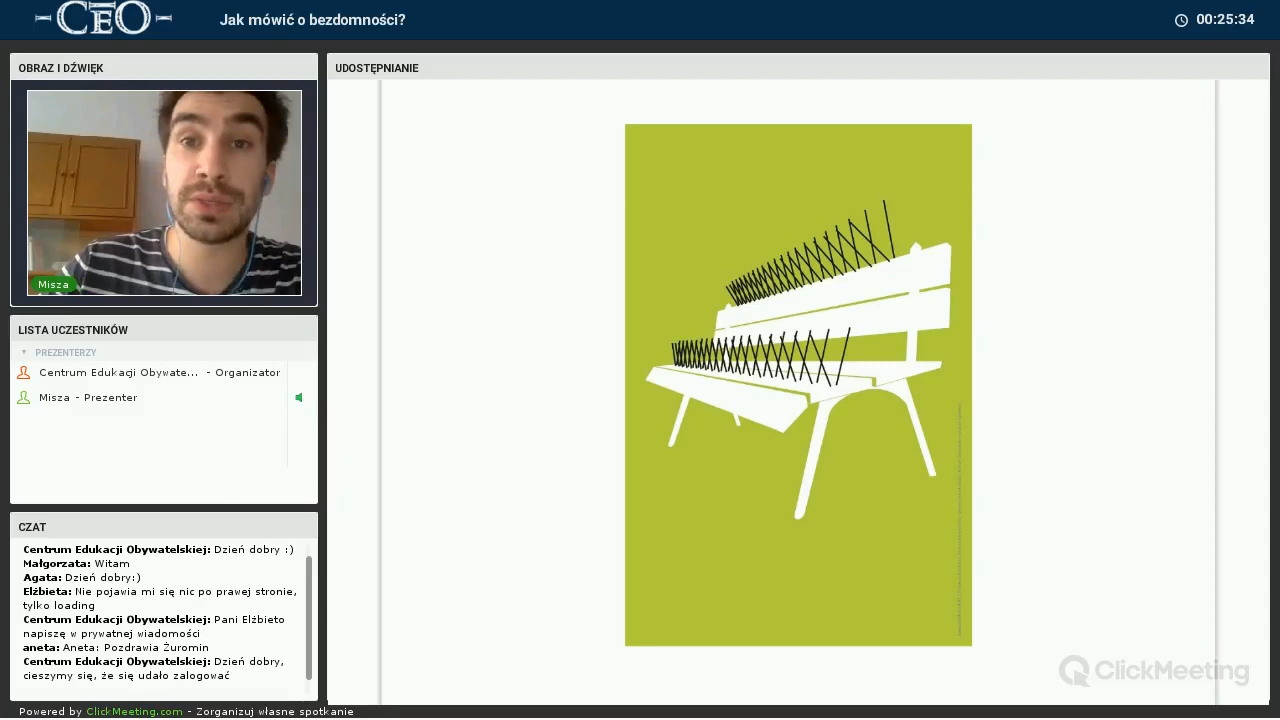 CEO
Jak mówić o bezdomności?
00:25:34
OBRAZ I DŹWIĘK
Misza
LISTA UCZESTNIKÓW
PREZENTERZY
Centrum Edukacji Obywate... - Organizator
Misza - Prezenter
CZAT
Centrum Edukacji Obywatelskiej: Dzień dobry :)
Małgorzata: Witam
Agata: Dzień dobry:)
Elżbieta: Nie pojawia mi się nic po prawej stronie,
tylko loading
Centrum Edukacji Obywatelskiej: Pani Elżbieto
napiszę w prywatnej wiadomości
aneta: Aneta: Pozdrawia Żuromin
Centrum Edukacji Obywatelskiej: Dzień dobry,
cieszymy się, że się udało zalogować
Powered by ClickMeeting.com - Zorganizuj własne spotkanie
UDOSTĘPNIANIE
ClickMeeting